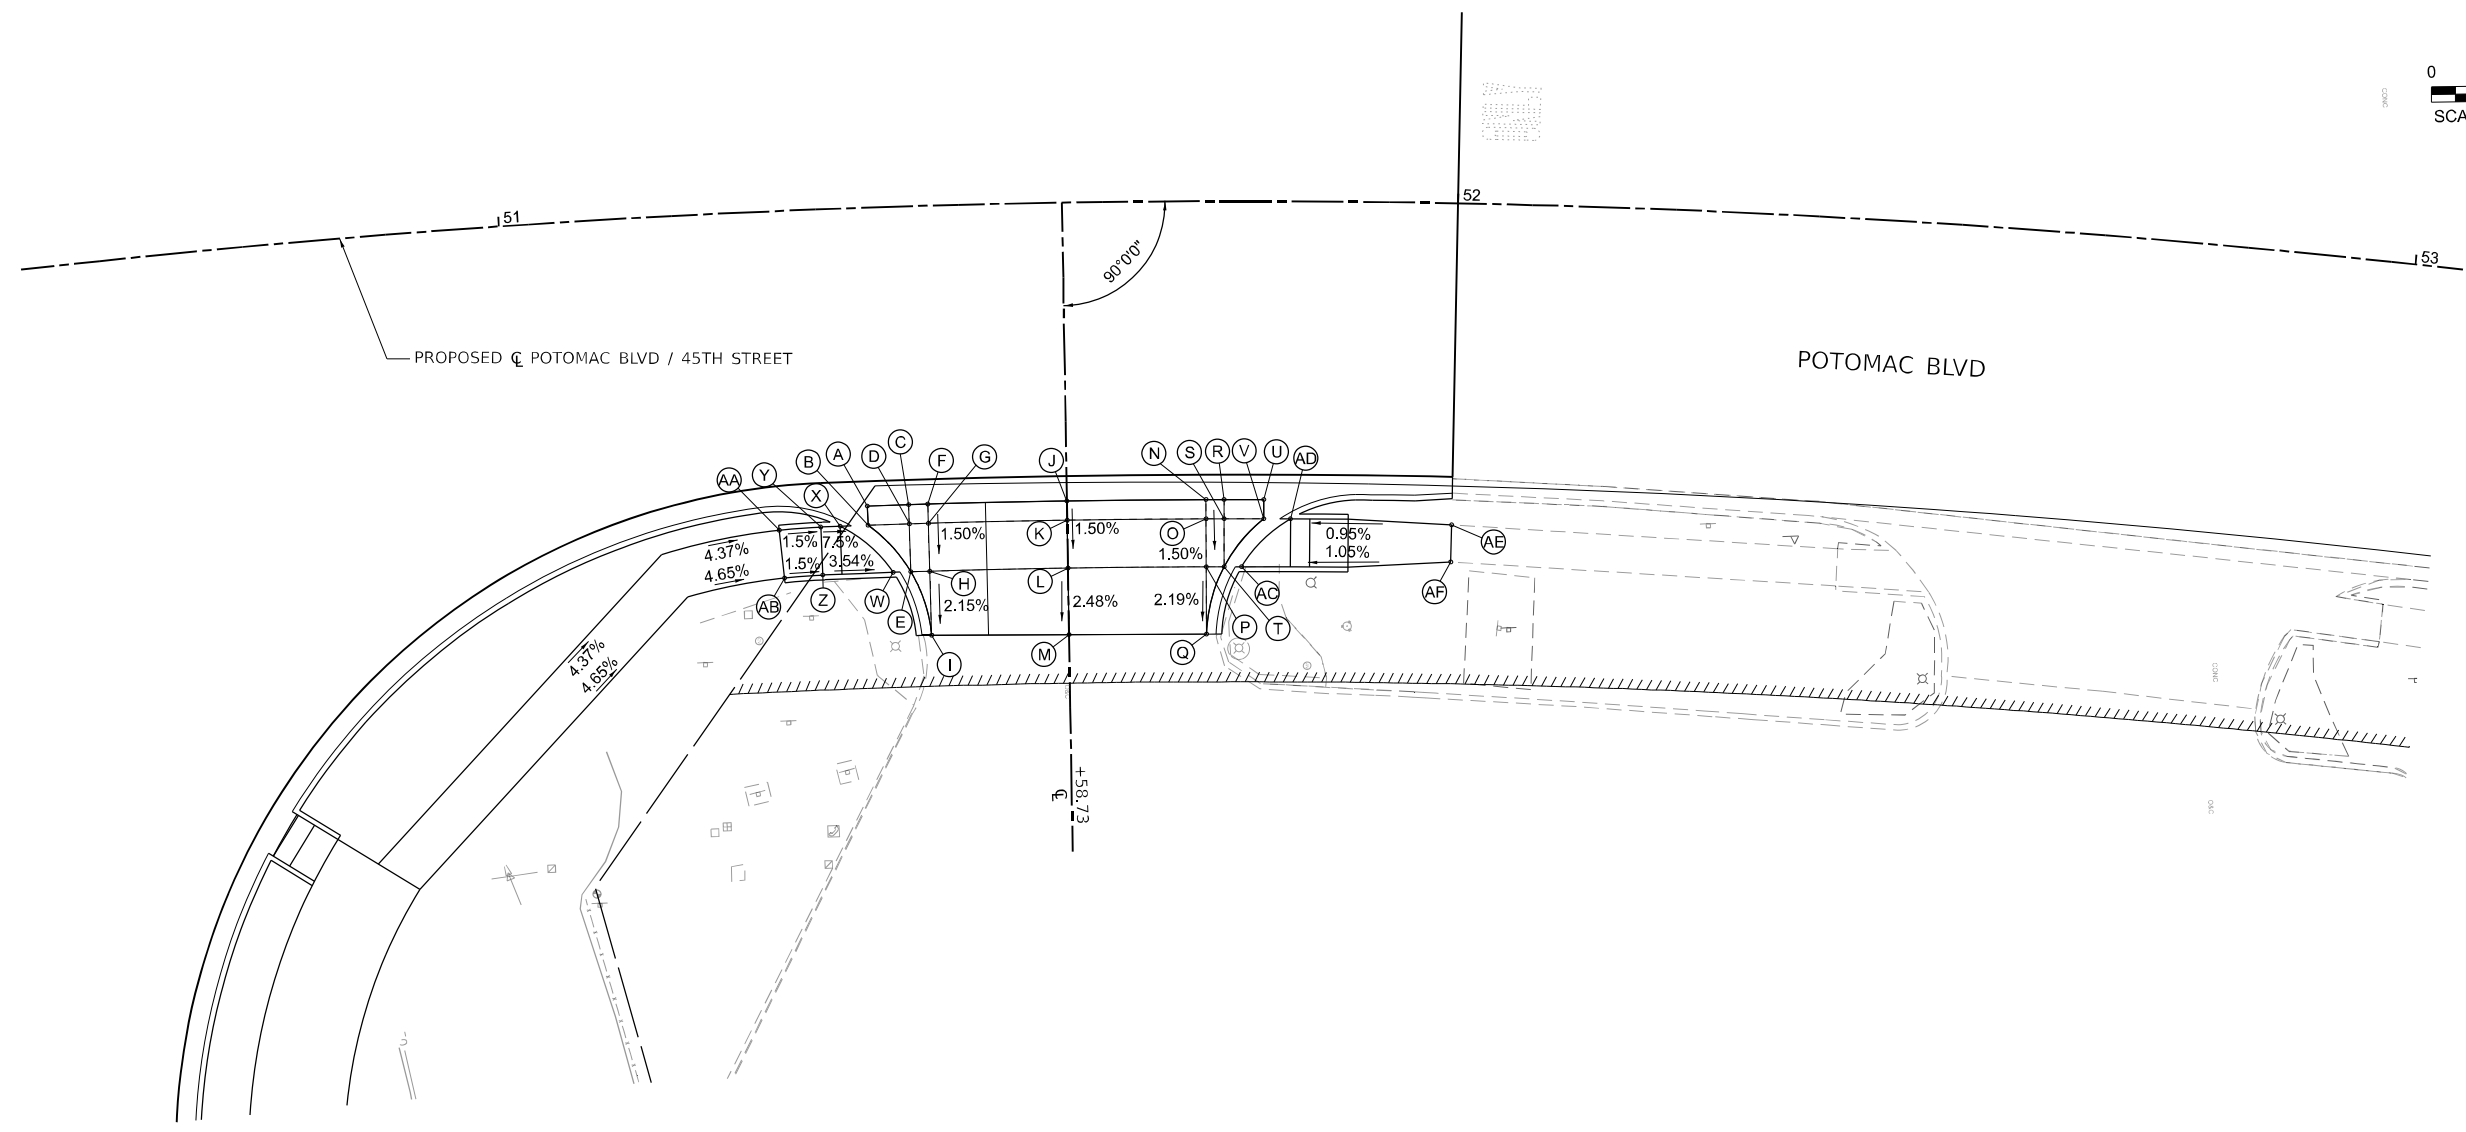 0
SCA
52
51
53
90°0'0"
PROPOSED ℄ POTOMAC BLVD / 45TH STREET
POTOMAC BLVD
C
D
A
B
Y
X
AA
F
G
J
N
S
R
V
U
AD
AE
AF
1.50%
1.50%
1.50%
0.95%
1.05%
1.5%
7.5%
1.5%
3.54%
4.37%
4.65%
K
O
L
H
2.15%
2.48%
2.19%
AB
Z
W
E
I
M
Q
P
T
AC
4.37%
4.65%
℄
+58.73
CONC
CONC